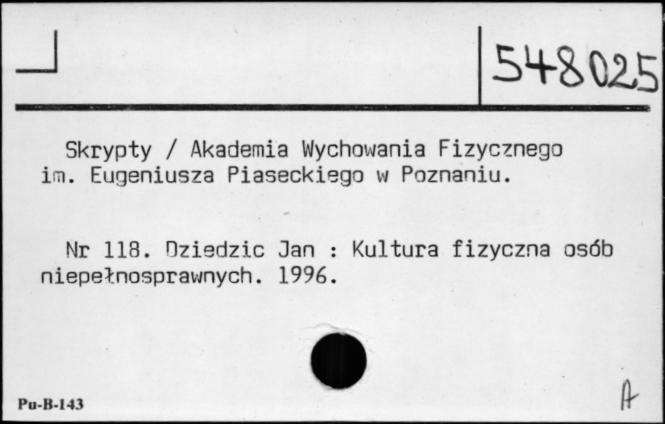 548025
Skrypty / Akademia Wychowania Fizycznego
im. Eugeniusza Piaseckiego w Poznaniu.
Nr 118. Dziedzic Jan : Kultura fizyczna osób
niepełnosprawnych. 1996.
Pu-B-143
A